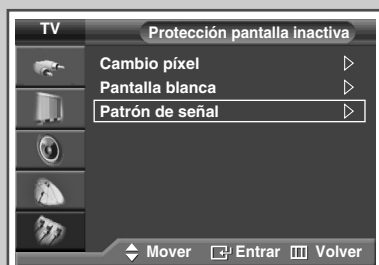 TV
Protección pantalla inactiva
Cambio píxel
Pantalla blanca
Patrón de señal
Mover Entrar Volver